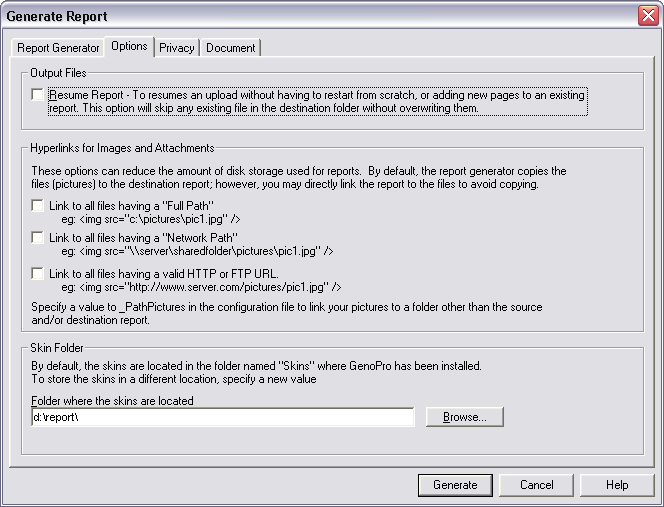 Generate Report
Report Generator Options Privacy Document
Output Files
Resume Report - To resumes an upload without having to restart from scratch, or adding new pages to an existing
report. This option will skip any existing file in the destination folder without overwriting them.
Hyperlinks for Images and Attachments
These options can reduce the amount of disk storage used for reports. By default, the report generator copies the
files (pictures) to the destination report; however, you may directly link the report to the files to avoid copying.
Link to all files having a "Full Path"
eg: <img src="c:\pictures\pic1.jpg" />
Link to all files having a "Network Path"
eg: <img src="\\server\sharedfolder\pictures\pic1.jpg" />
Link to all files having a valid HTTP or FTP URL.
eg: <img src="http://www.server.com/pictures/pic1.jpg" />
Specify a value to _PathPictures in the configuration file to link your pictures to a folder other than the source
and/or destination report.
Skin Folder
By default, the skins are located in the folder named "Skins" where GenoPro has been installed.
To store the skins in a different location, specify a new value
Folder where the skins are located
d:\report\
Browse...
Generate Cancel Help